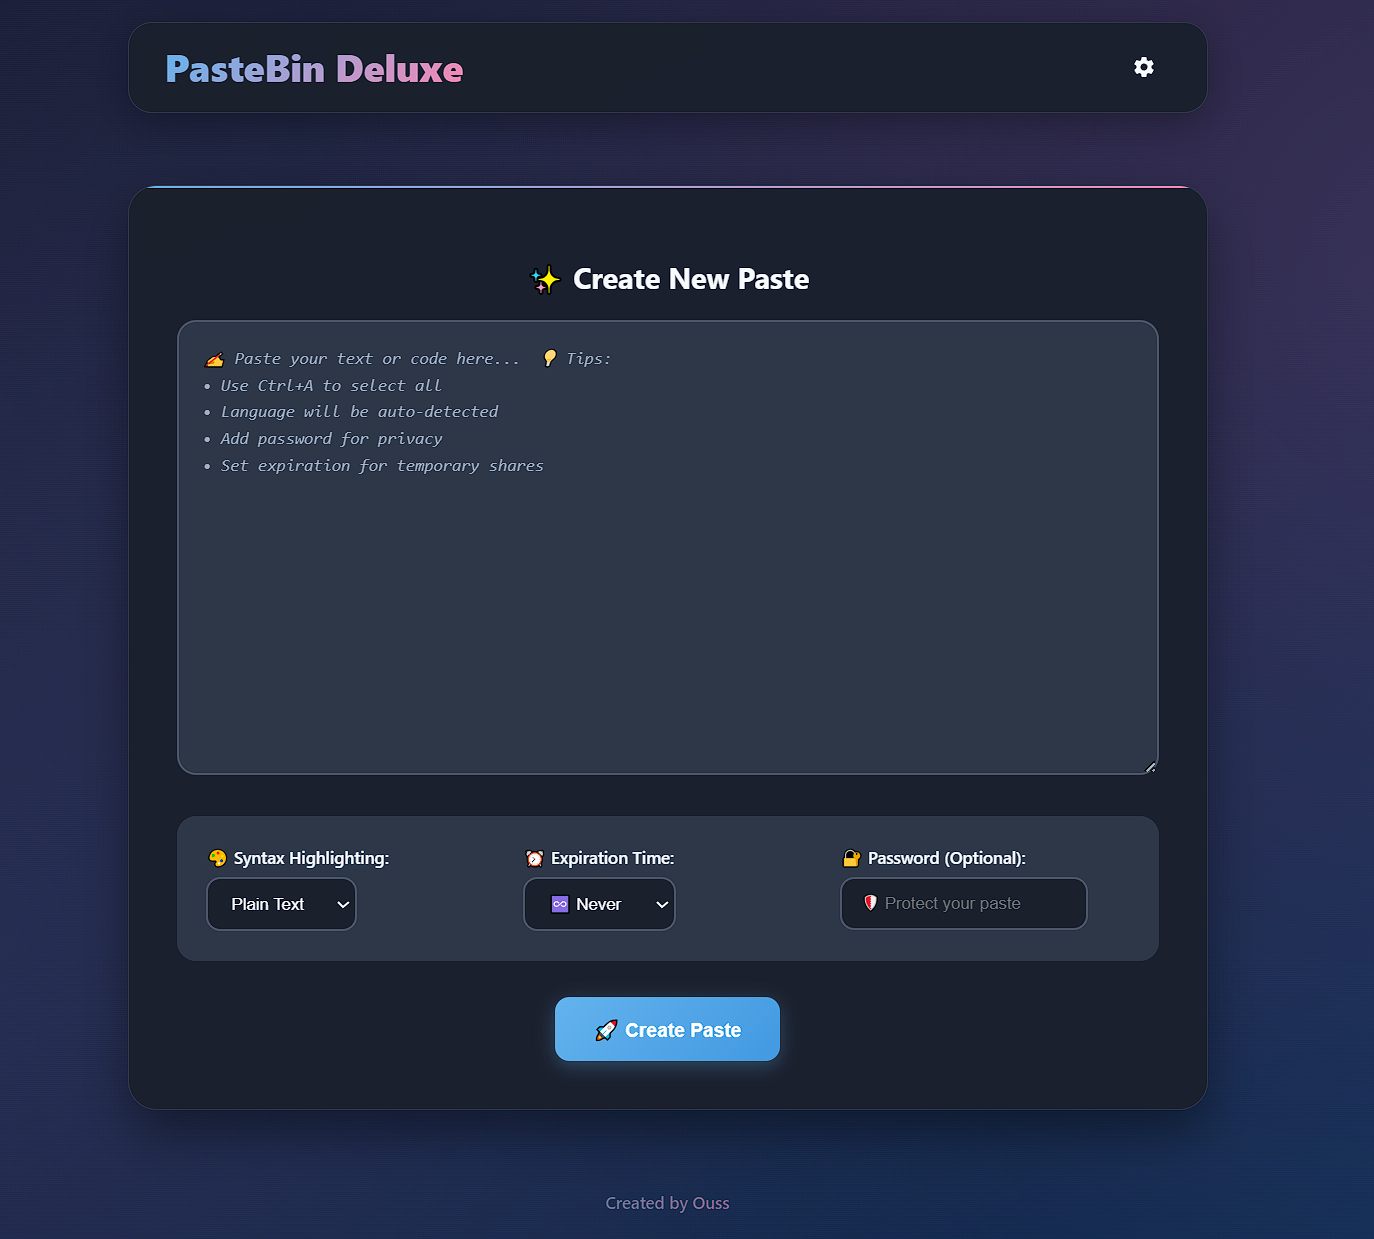 PasteBin Deluxe
✨ Create New Paste
✍️ Paste your text or code here... 💡 Tips:
• Use Ctrl+A to select all
• Language will be auto-detected
• Add password for privacy
• Set expiration for temporary shares
🎨 Syntax Highlighting: ⏰ Expiration Time: 🔐 Password (Optional):
Plain Text ♾️ Never 🛡️ Protect your paste
🚀 Create Paste
Created by Ouss